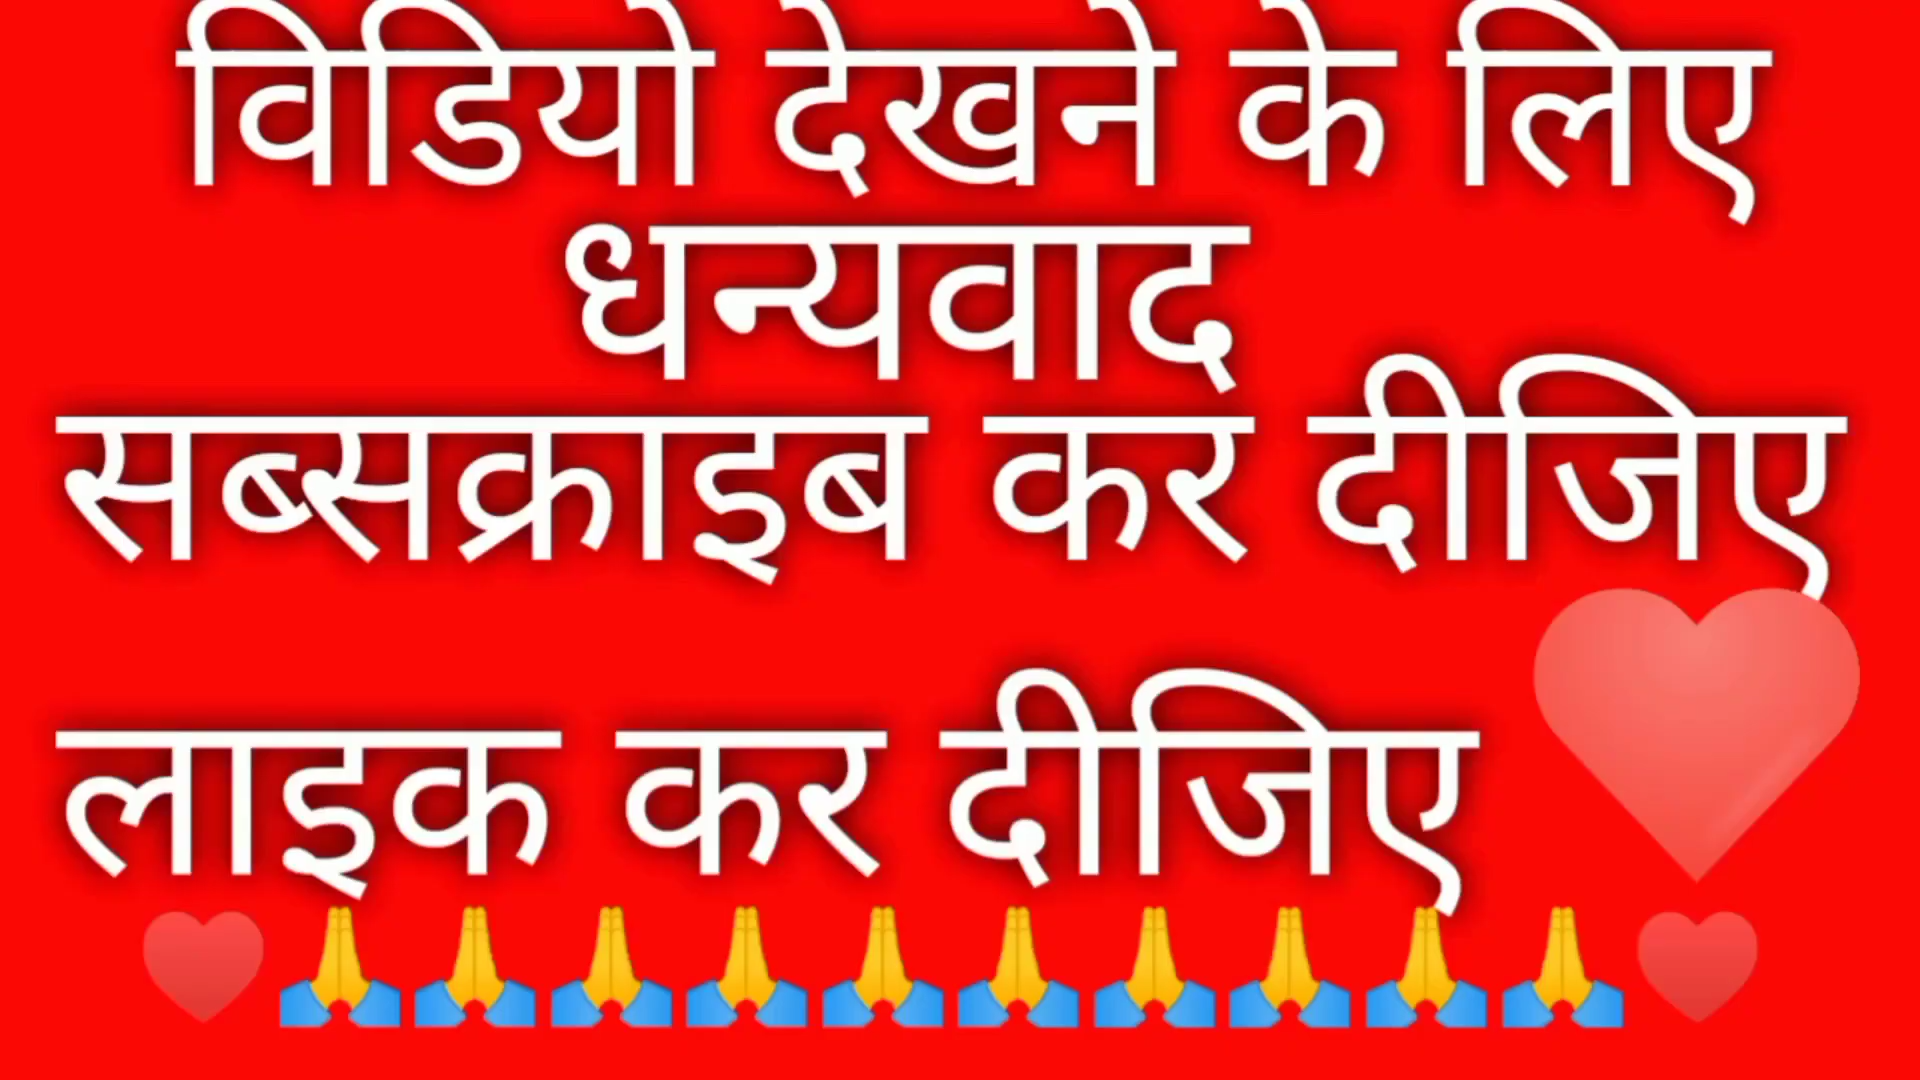 विडियो देखने के लिए
धन्यवाद
सब्सक्राइब कर दीजिए
लाइक कर दीजिए